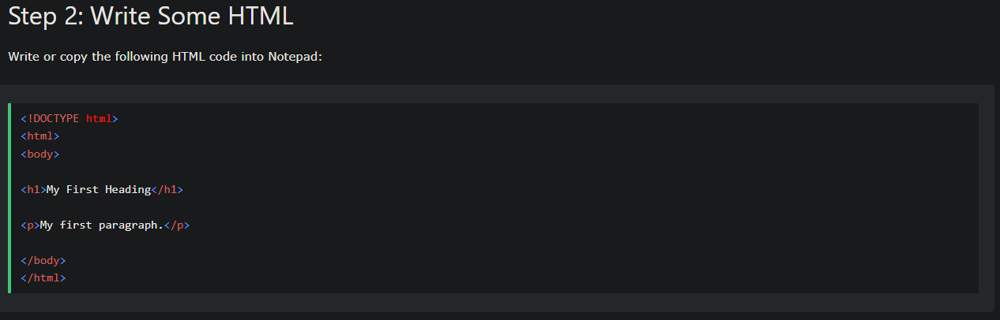 Step 2: Write Some HTML
Write or copy the following HTML code into Notepad:
<!DOCTYPE html>
<html>
<body>
<h1>My First Heading</h1>
<p>My first paragraph.</p>
</body>
</html>